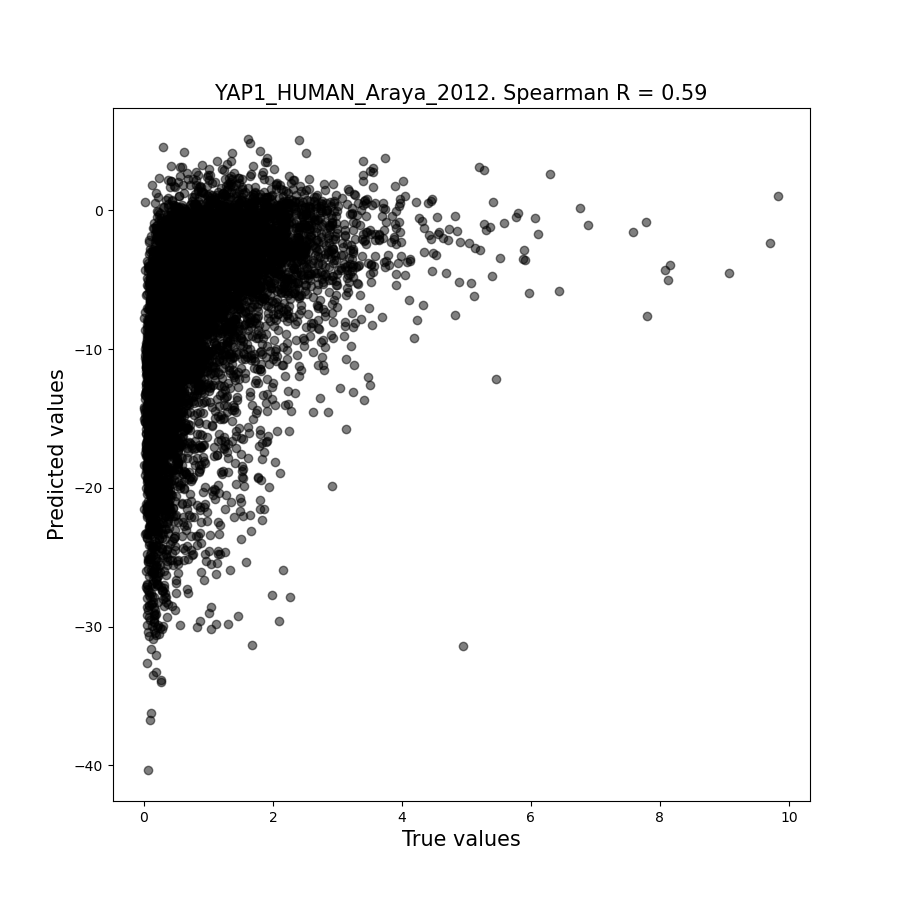 YAP1_HUMAN_Araya_2012. Spearman R = 0.59
Predicted values
0
−10
−20
−30
−40
0 2 4 6 8 10
True values